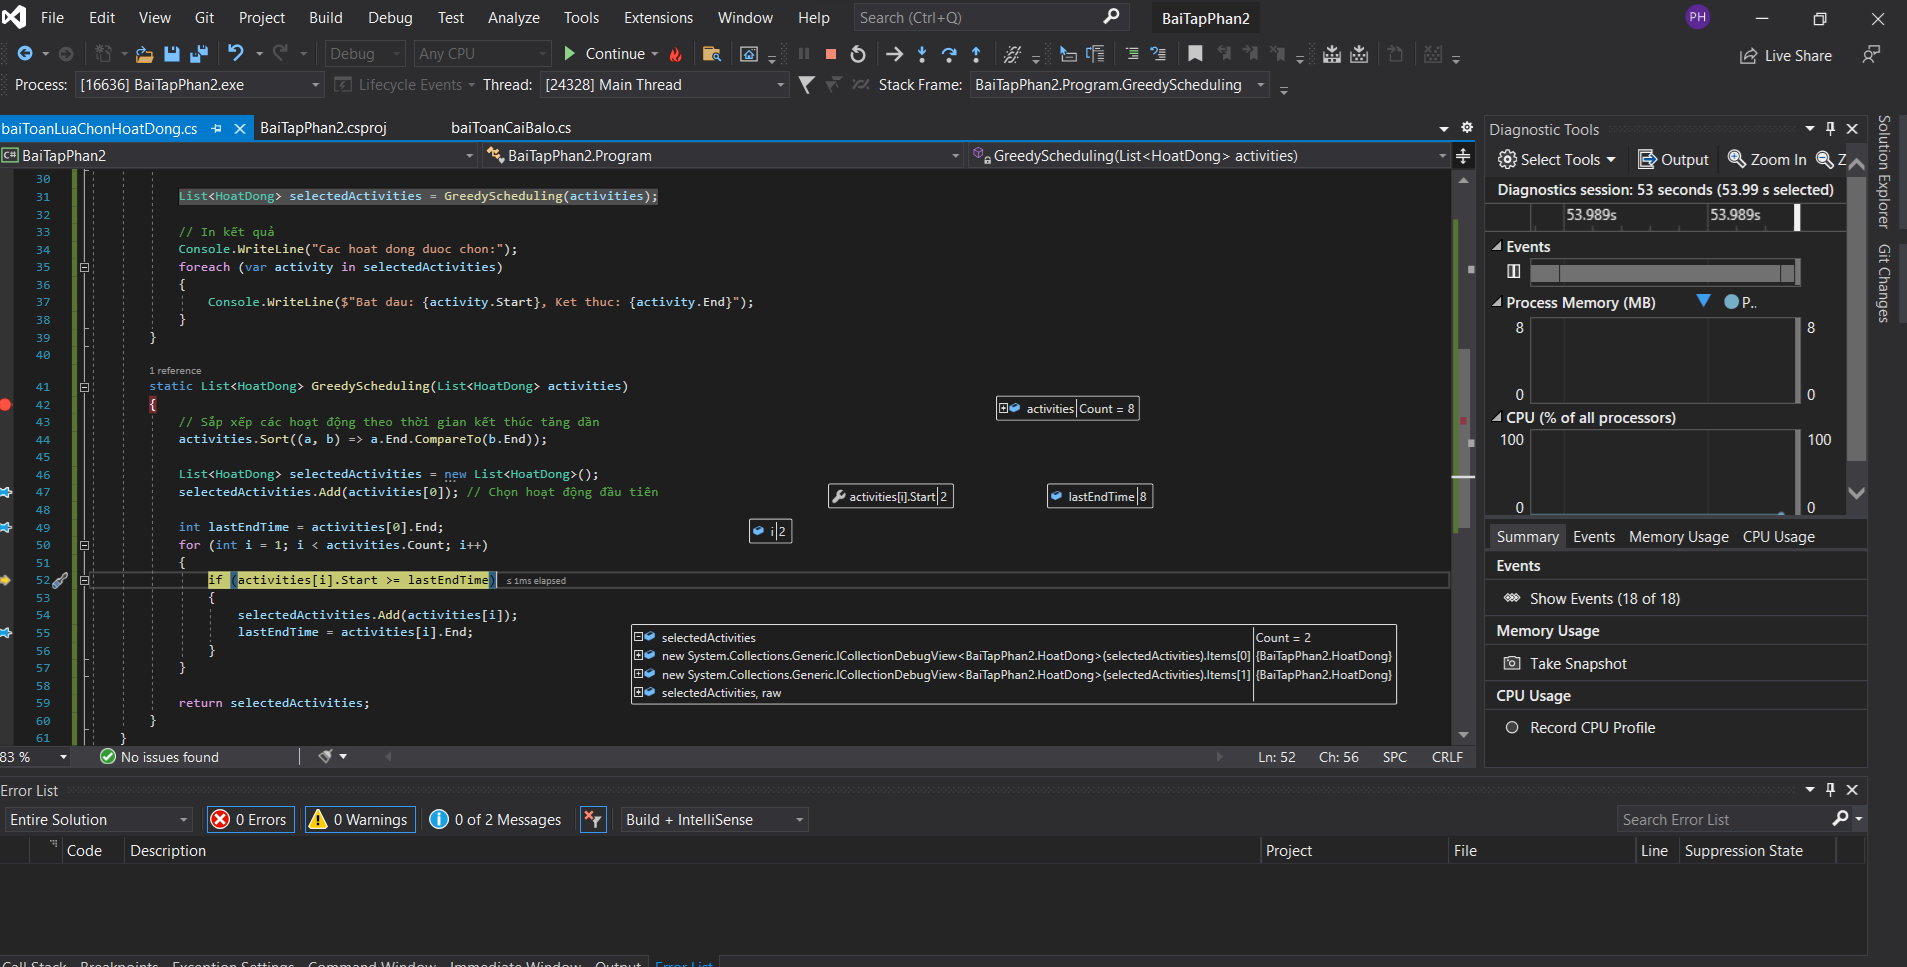 File Edit View Git Project Build Debug Test Analyze Tools Extensions Window Help Search (Ctrl+Q) BaiTapPhan2 PH
Debug Any CPU Continue Live Share
Process: [16636] BaiTapPhan2.exe Lifecycle Events Thread: [24328] Main Thread Stack Frame: BaiTapPhan2.Program.GreedyScheduling
baiToanLuaChonHoatDong.cs BaiTapPhan2.csproj baiToanCaiBalo.cs
C# BaiTapPhan2 BaiTapPhan2.Program GreedyScheduling(List<HoatDong> activities)
30
31 List<HoatDong> selectedActivities = GreedyScheduling(activities);
32
33 // In kết quả
34 Console.WriteLine("Cac hoat dong duoc chon:");
35 foreach (var activity in selectedActivities)
36 {
37 Console.WriteLine($"Bat dau: {activity.Start}, Ket thuc: {activity.End}");
38 }
39 }
40
1 reference
41 static List<HoatDong> GreedyScheduling(List<HoatDong> activities)
42 { activities Count = 8
43 // Sắp xếp các hoạt động theo thời gian kết thúc tăng dần
44 activities.Sort((a, b) => a.End.CompareTo(b.End));
45
46 List<HoatDong> selectedActivities = new List<HoatDong>();
47 selectedActivities.Add(activities[0]); // Chọn hoạt động đầu tiên activities[i].Start 2 lastEndTime 8
48
49 int lastEndTime = activities[0].End; i 2
50 for (int i = 1; i < activities.Count; i++)
51 {
52 if (activities[i].Start >= lastEndTime) ≤ 1ms elapsed
53 {
54 selectedActivities.Add(activities[i]);
55 lastEndTime = activities[i].End;
56 }
57 }
58
59 return selectedActivities;
60 }
61 }
selectedActivities Count = 2
new System.Collections.Generic.ICollectionDebugView<BaiTapPhan2.HoatDong>(selectedActivities).Items[0] {BaiTapPhan2.HoatDong}
new System.Collections.Generic.ICollectionDebugView<BaiTapPhan2.HoatDong>(selectedActivities).Items[1] {BaiTapPhan2.HoatDong}
selectedActivities, raw
83 % No issues found Ln: 52 Ch: 56 SPC CRLF
Diagnostic Tools
Select Tools Output Zoom In Z
Diagnostics session: 53 seconds (53.99 s selected)
53.989s 53.989s
Events
Process Memory (MB) P..
8 8
0 0
CPU (% of all processors)
100 100
0 0
Summary Events Memory Usage CPU Usage
Events
Show Events (18 of 18)
Memory Usage
Take Snapshot
CPU Usage
Record CPU Profile
Solution Explorer
Git Changes
Error List
Entire Solution 0 Errors 0 Warnings 0 of 2 Messages Build + IntelliSense Search Error List
Code Description Project File Line Suppression State
Call Stack Breakpoints Exception Settings Command Window Immediate Window Output Error List